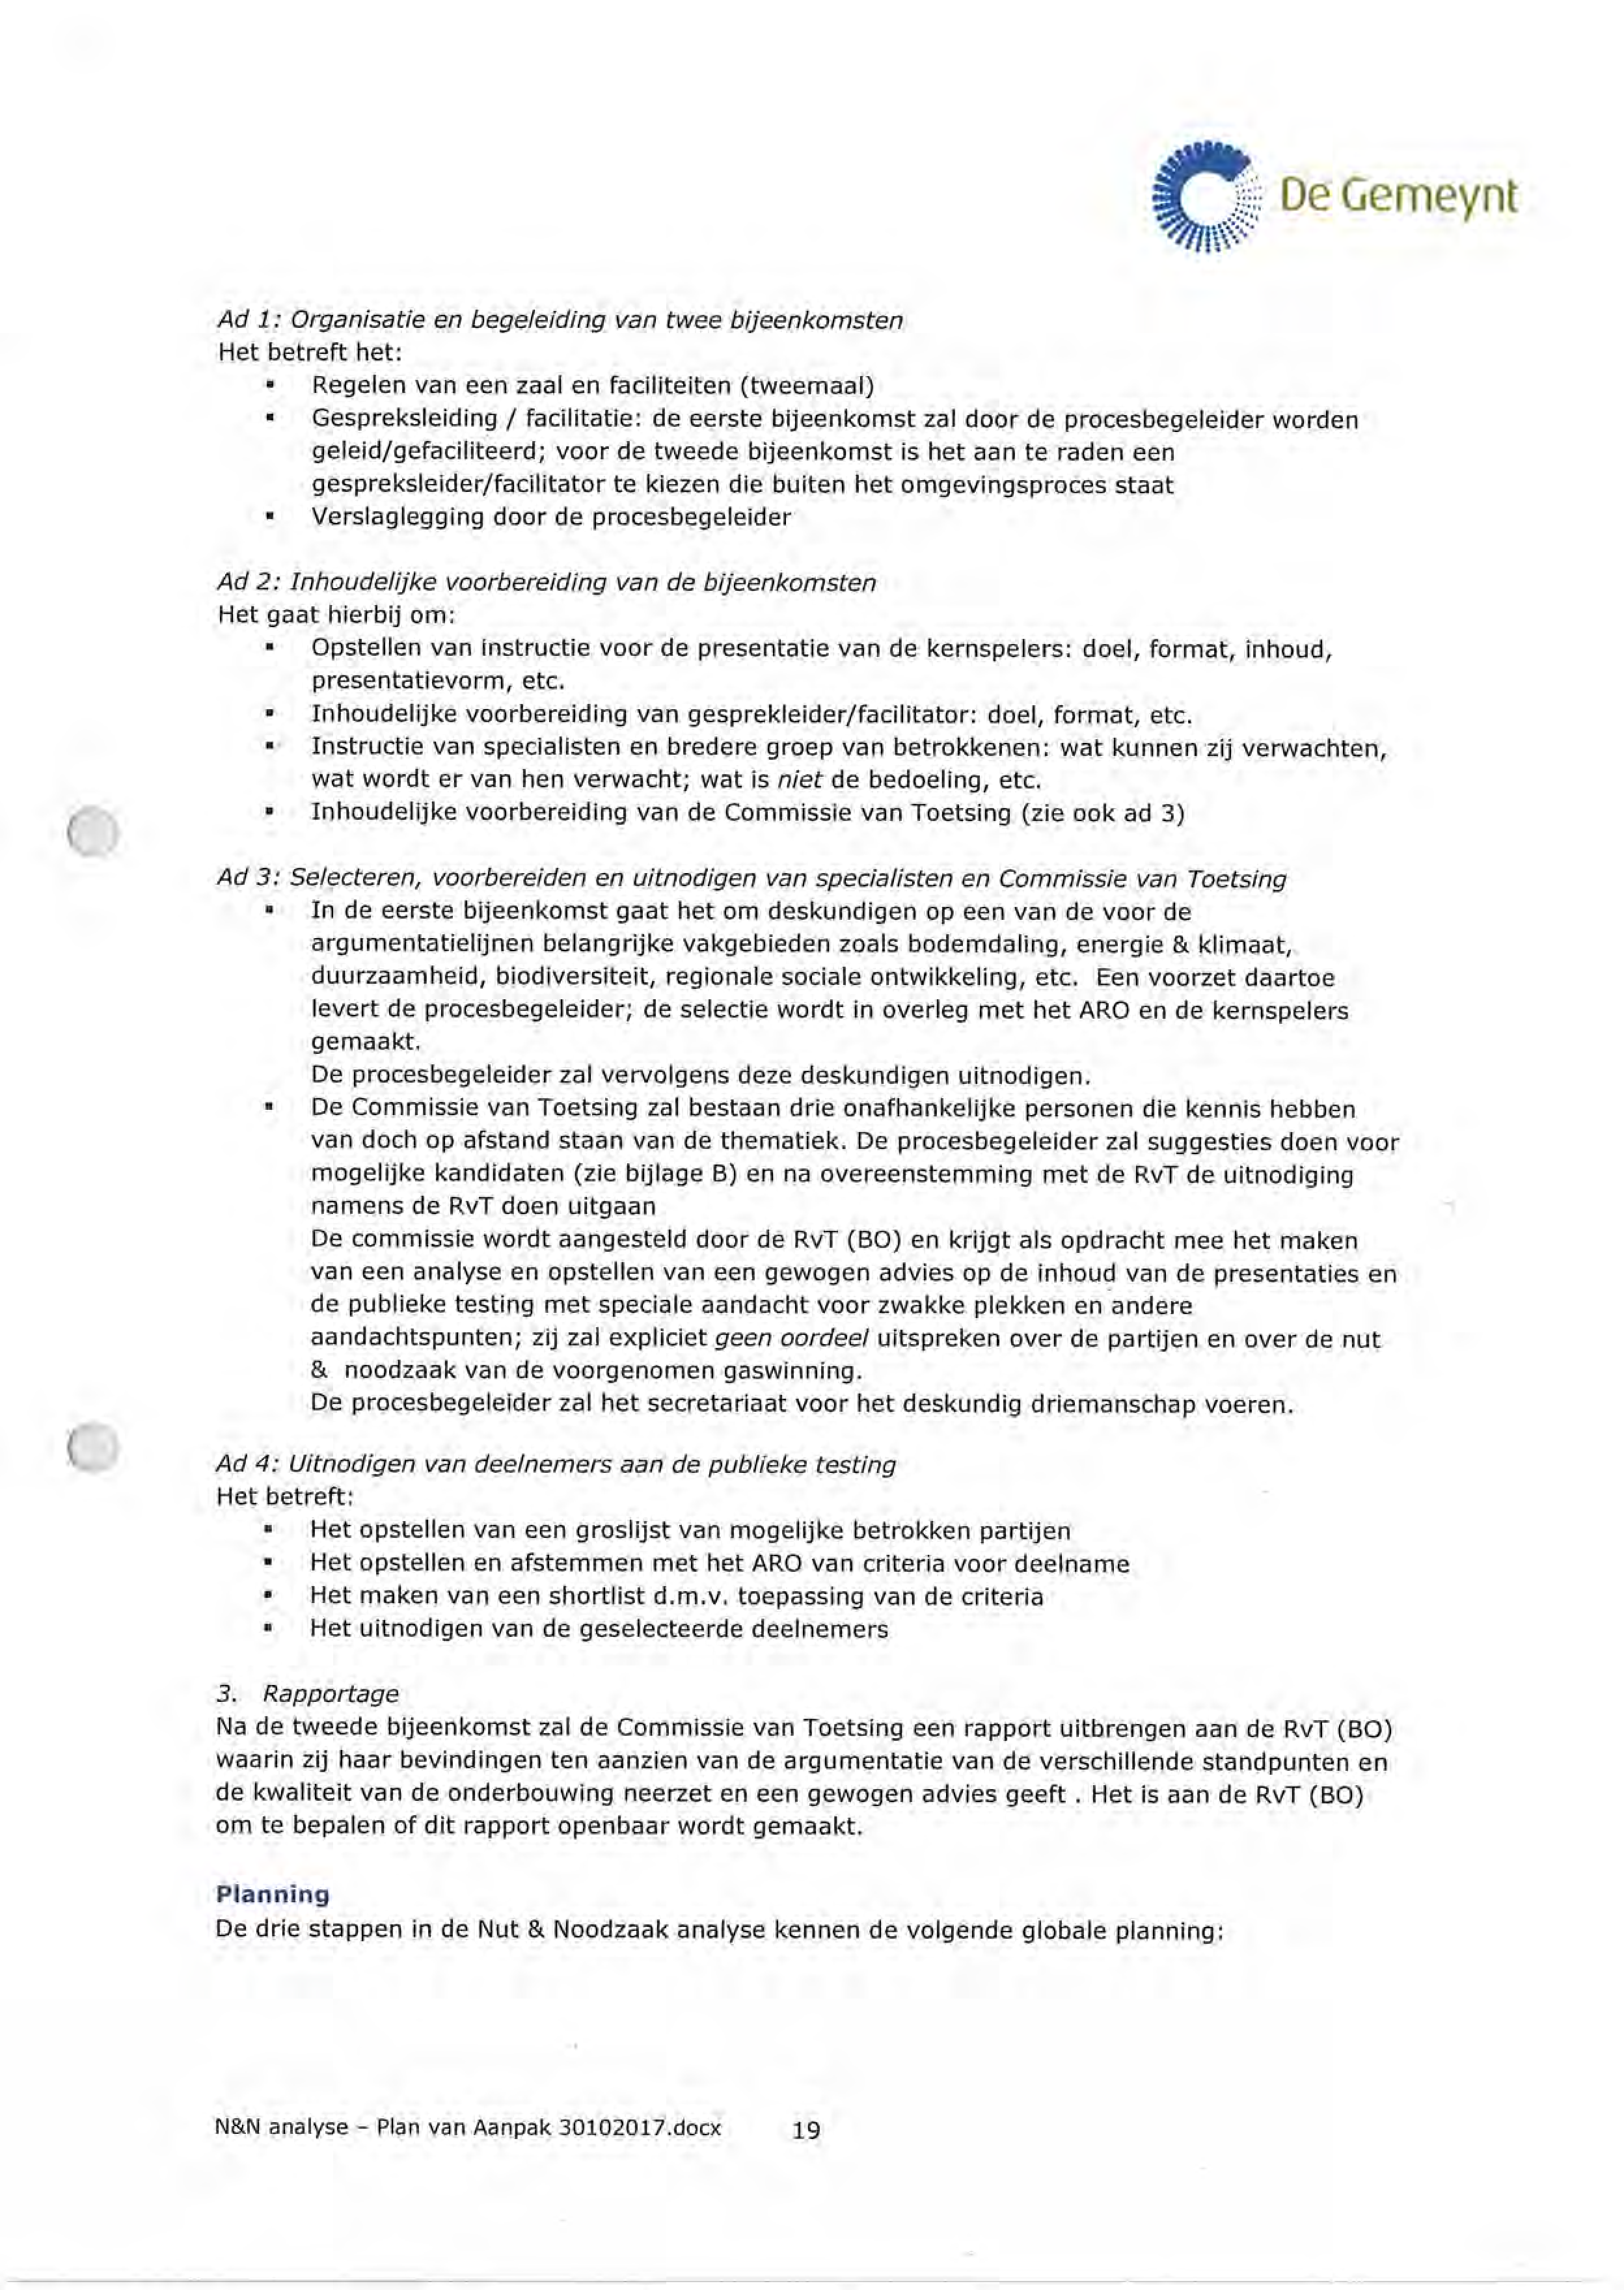 De Gemeynt
Ad 1: Organisatie en begeleiding van twee bijeenkomsten
Het betreft het:
▪ Regelen van een zaal en faciliteiten (tweemaal)
▪ Gespreksleiding / facilitatie: de eerste bijeenkomst zal door de procesbegeleider worden
geleid/gefaciliteerd; voor de tweede bijeenkomst is het aan te raden een
gespreksleider/facilitator te kiezen die buiten het omgevingsproces staat
▪ Verslaglegging door de procesbegeleider
Ad 2: Inhoudelijke voorbereiding van de bijeenkomsten
Het gaat hierbij om:
▪ Opstellen van instructie voor de presentatie van de kernspelers: doel, format, inhoud,
presentatievorm, etc.
▪ Inhoudelijke voorbereiding van gesprekleider/facilitator: doel, format, etc.
▪ Instructie van specialisten en bredere groep van betrokkenen: wat kunnen zij verwachten,
wat wordt er van hen verwacht; wat is niet de bedoeling, etc.
▪ Inhoudelijke voorbereiding van de Commissie van Toetsing (zie ook ad 3)
Ad 3: Selecteren, voorbereiden en uitnodigen van specialisten en Commissie van Toetsing
▪ In de eerste bijeenkomst gaat het om deskundigen op een van de voor de
argumentatielijnen belangrijke vakgebieden zoals bodemdaling, energie & klimaat,
duurzaamheid, biodiversiteit, regionale sociale ontwikkeling, etc. Een voorzet daartoe
levert de procesbegeleider; de selectie wordt in overleg met het ARO en de kernspelers
gemaakt.
De procesbegeleider zal vervolgens deze deskundigen uitnodigen.
▪ De Commissie van Toetsing zal bestaan drie onafhankelijke personen die kennis hebben
van doch op afstand staan van de thematiek. De procesbegeleider zal suggesties doen voor
mogelijke kandidaten (zie bijlage B) en na overeenstemming met de RvT de uitnodiging
namens de RvT doen uitgaan
De commissie wordt aangesteld door de RvT (BO) en krijgt als opdracht mee het maken
van een analyse en opstellen van een gewogen advies op de inhoud van de presentaties en
de publieke testing met speciale aandacht voor zwakke plekken en andere
aandachtspunten; zij zal expliciet geen oordeel uitspreken over de partijen en over de nut
& noodzaak van de voorgenomen gaswinning.
De procesbegeleider zal het secretariaat voor het deskundig driemanschap voeren.
Ad 4: Uitnodigen van deelnemers aan de publieke testing
Het betreft:
▪ Het opstellen van een groslijst van mogelijke betrokken partijen
▪ Het opstellen en afstemmen met het ARO van criteria voor deelname
▪ Het maken van een shortlist d.m.v. toepassing van de criteria
▪ Het uitnodigen van de geselecteerde deelnemers
3. Rapportage
Na de tweede bijeenkomst zal de Commissie van Toetsing een rapport uitbrengen aan de RvT (BO)
waarin zij haar bevindingen ten aanzien van de argumentatie van de verschillende standpunten en
de kwaliteit van de onderbouwing neerzet en een gewogen advies geeft . Het is aan de RvT (BO)
om te bepalen of dit rapport openbaar wordt gemaakt.
Planning
De drie stappen in de Nut & Noodzaak analyse kennen de volgende globale planning:
N&N analyse – Plan van Aanpak 30102017.docx 19